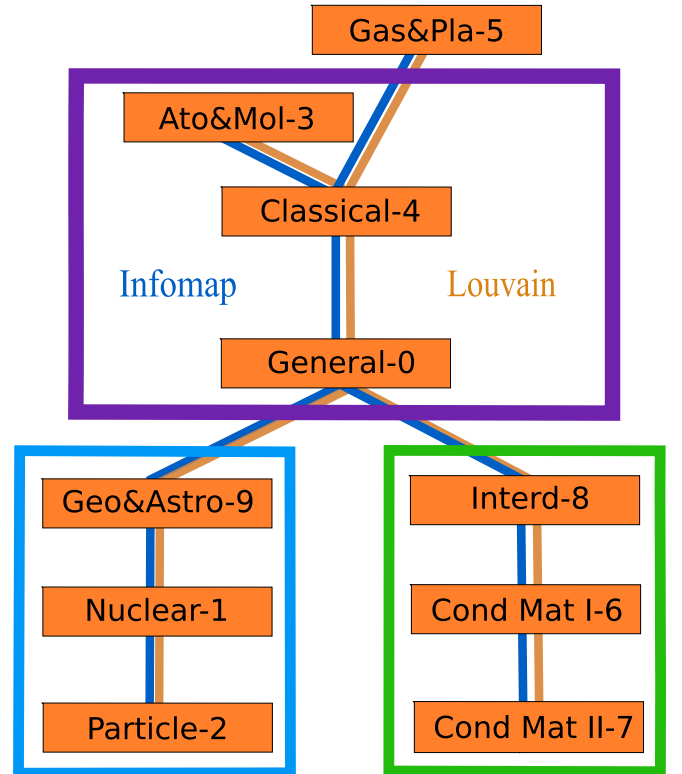 Gas&Pla-5
Ato&Mol-3
Classical-4
Infomap
Louvain
General-0
Geo&Astro-9
Interd-8
Nuclear-1
Cond Mat I-6
Particle-2
Cond Mat II-7